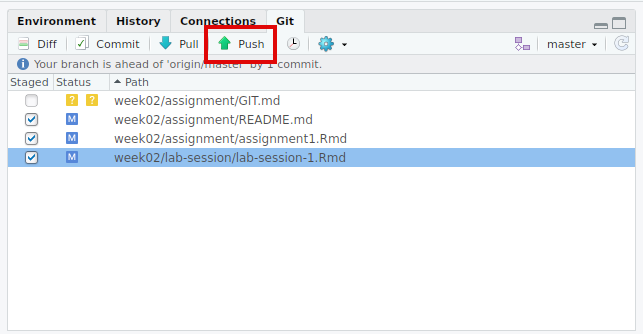 Environment History Connections Git
Diff Commit Pull Push master
Your branch is ahead of 'origin/master' by 1 commit.
Staged Status Path
? ? week02/assignment/GIT.md
M week02/assignment/README.md
M week02/assignment/assignment1.Rmd
M week02/lab-session/lab-session-1.Rmd